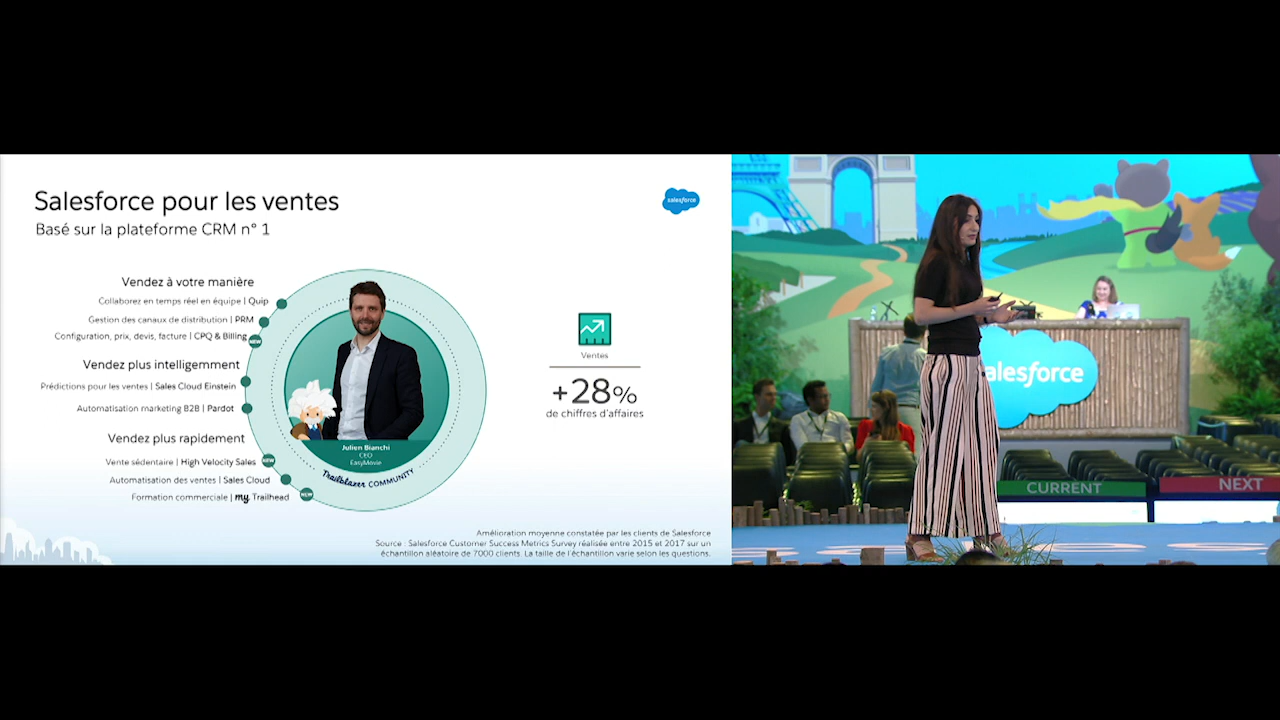 Salesforce pour les ventes
Basé sur la plateforme CRM n° 1
salesforce
Vendez à votre manière
Collaborez en temps réel en équipe | Quip
Gestion des canaux de distribution | PRM
Configuration, prix, devis, facture | CPQ & Billing
NEW
Vendez plus intelligemment
Prédictions pour les ventes | Sales Cloud Einstein
Automatisation marketing B2B | Pardot
Vendez plus rapidement
Vente sédentaire | High Velocity Sales
NEW
Automatisation des ventes | Sales Cloud
Formation commerciale | my Trailhead
NEW
Julien Bianchi
CEO
EasyMovie
Trailblazer COMMUNITY
Ventes
+28%
de chiffres d'affaires
Amélioration moyenne constatée par les clients de Salesforce
Source : Salesforce Customer Success Metrics Survey réalisée entre 2015 et 2017 sur un
échantillon aléatoire de 7000 clients. La taille de l'échantillon varie selon les questions.
salesforce
CURRENT
NEXT